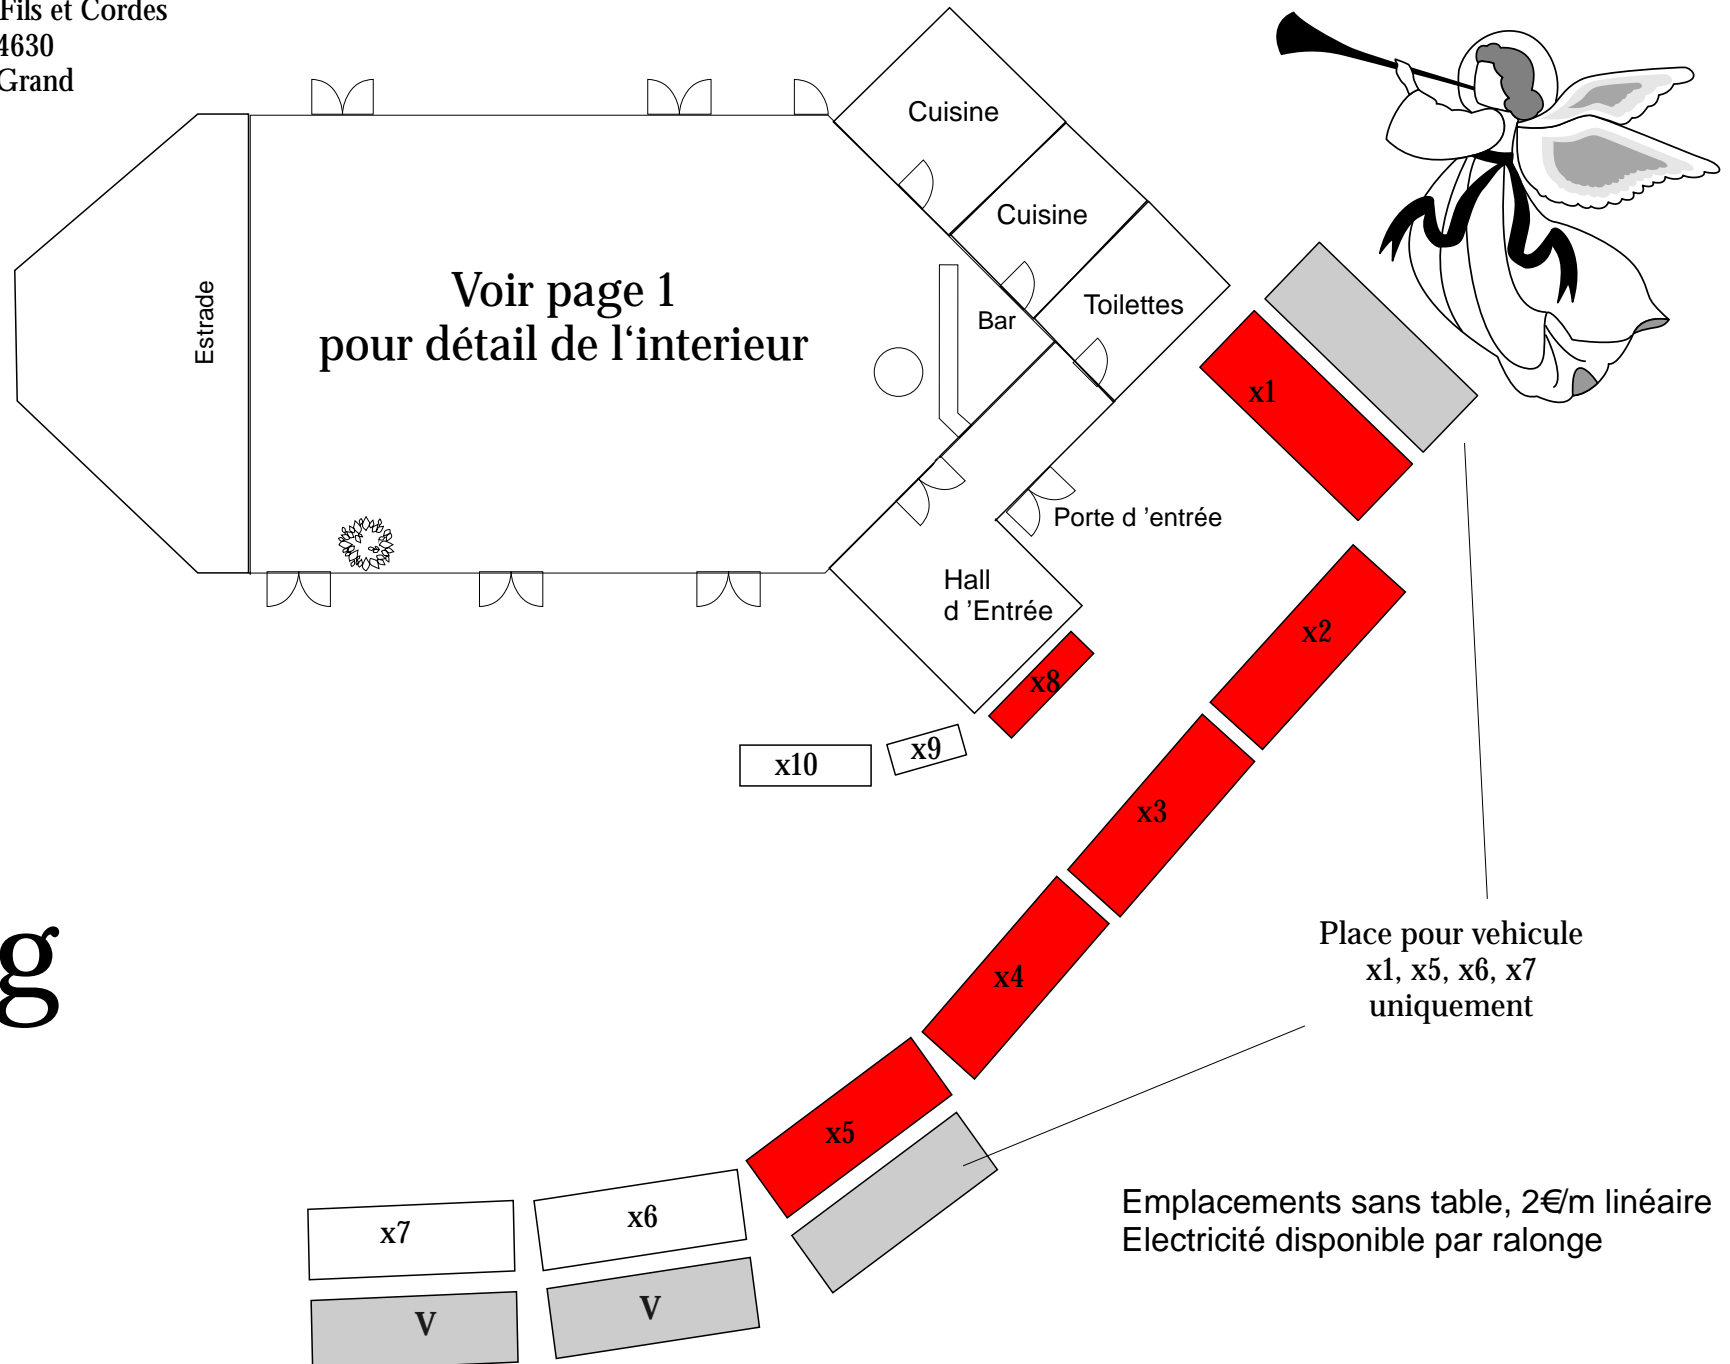 Fils et Cordes
4630
Grand
Cuisine
Cuisine
Toilettes
Bar
Estrade
Voir page 1
pour détail de l‘interieur
x1
Porte d ’entrée
Hall
d ’Entrée
x2
x8
x9
x10
x3
g
Place pour vehicule
x1, x5, x6, x7
uniquement
x4
x5
x6
x7
V
V
Emplacements sans table, 2€/m linéaire
Electricité disponible par ralonge